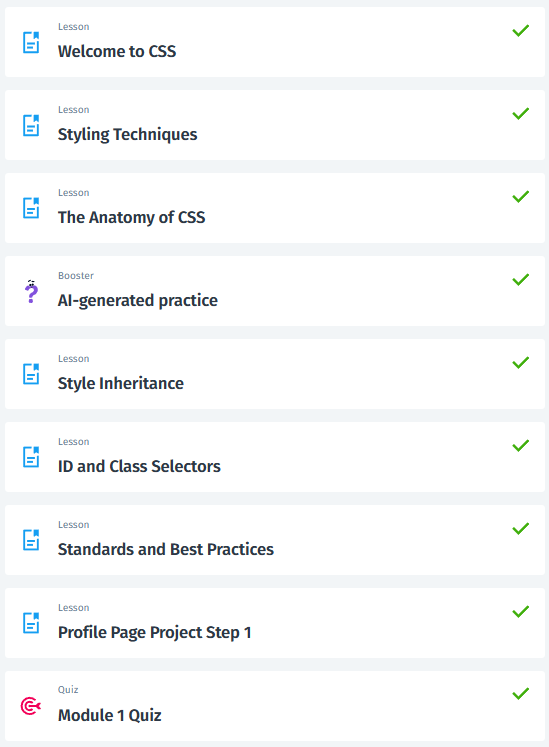 Lesson
Welcome to CSS
Lesson
Styling Techniques
Lesson
The Anatomy of CSS
Booster
AI-generated practice
Lesson
Style Inheritance
Lesson
ID and Class Selectors
Lesson
Standards and Best Practices
Lesson
Profile Page Project Step 1
Quiz
Module 1 Quiz